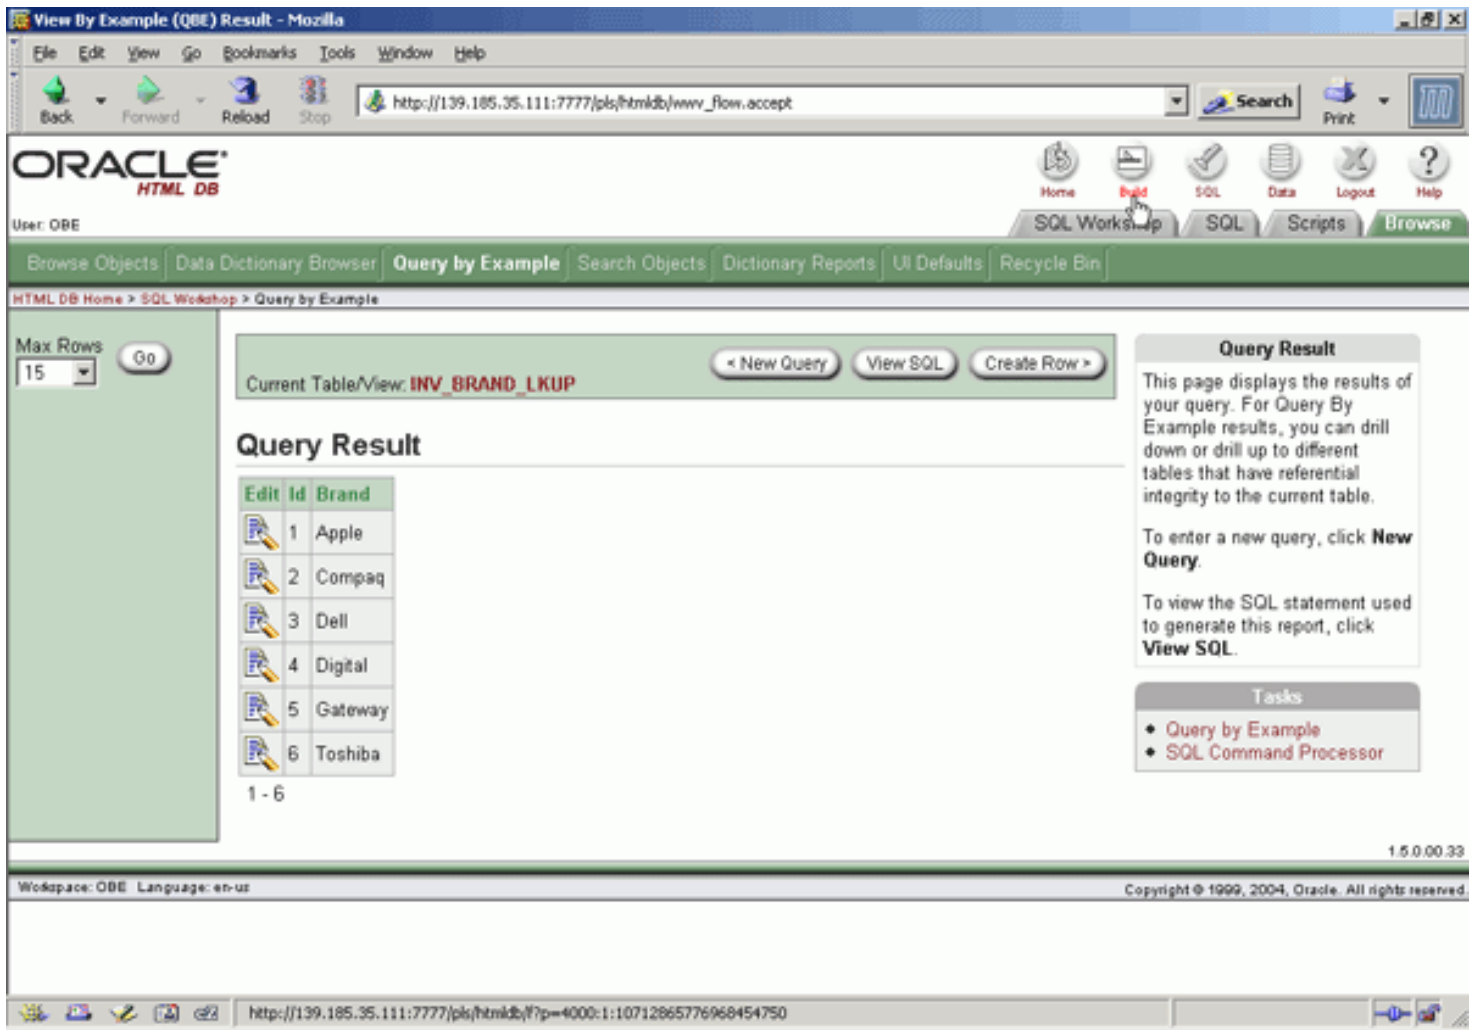 View By Example (QBE) Result - Mozilla
File Edit View Go Bookmarks Tools Window Help
Back Forward Reload Stop http://139.185.35.111:7777/pls/htmldb/wwv_flow.accept Search Print
ORACLE
HTML DB
Home Build SQL Data Logout Help
User: OBE
SQL Workshop SQL Scripts Browse
Browse Objects Data Dictionary Browser Query by Example Search Objects Dictionary Reports UI Defaults Recycle Bin
HTML DB Home > SQL Workshop > Query by Example
Max Rows
15 Go
Current Table/View: INV_BRAND_LKUP
< New Query View SQL Create Row >
Query Result
Edit Id Brand
1 Apple
2 Compaq
3 Dell
4 Digital
5 Gateway
6 Toshiba
1 - 6
Query Result
This page displays the results of
your query. For Query By
Example results, you can drill
down or drill up to different
tables that have referential
integrity to the current table.
To enter a new query, click New
Query.
To view the SQL statement used
to generate this report, click
View SQL.
Tasks
Query by Example
SQL Command Processor
1.5.0.00.33
Workspace: OBE Language: en-us
Copyright © 1999, 2004, Oracle. All rights reserved.
http://139.185.35.111:7777/pls/htmldb/f?p=4000:1:10712865776968454750